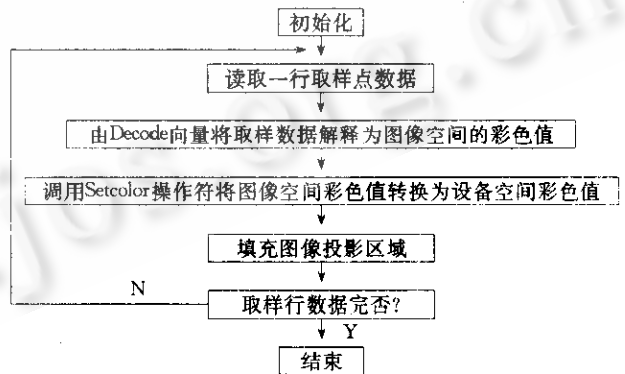 初始化
读取一行取样点数据
由Decode向量将取样数据解释为图像空间的彩色值
调用Setcolor操作符将图像空间彩色值转换为设备空间彩色值
填充图像投影区域
N
取样行数据完否?
Y
结束